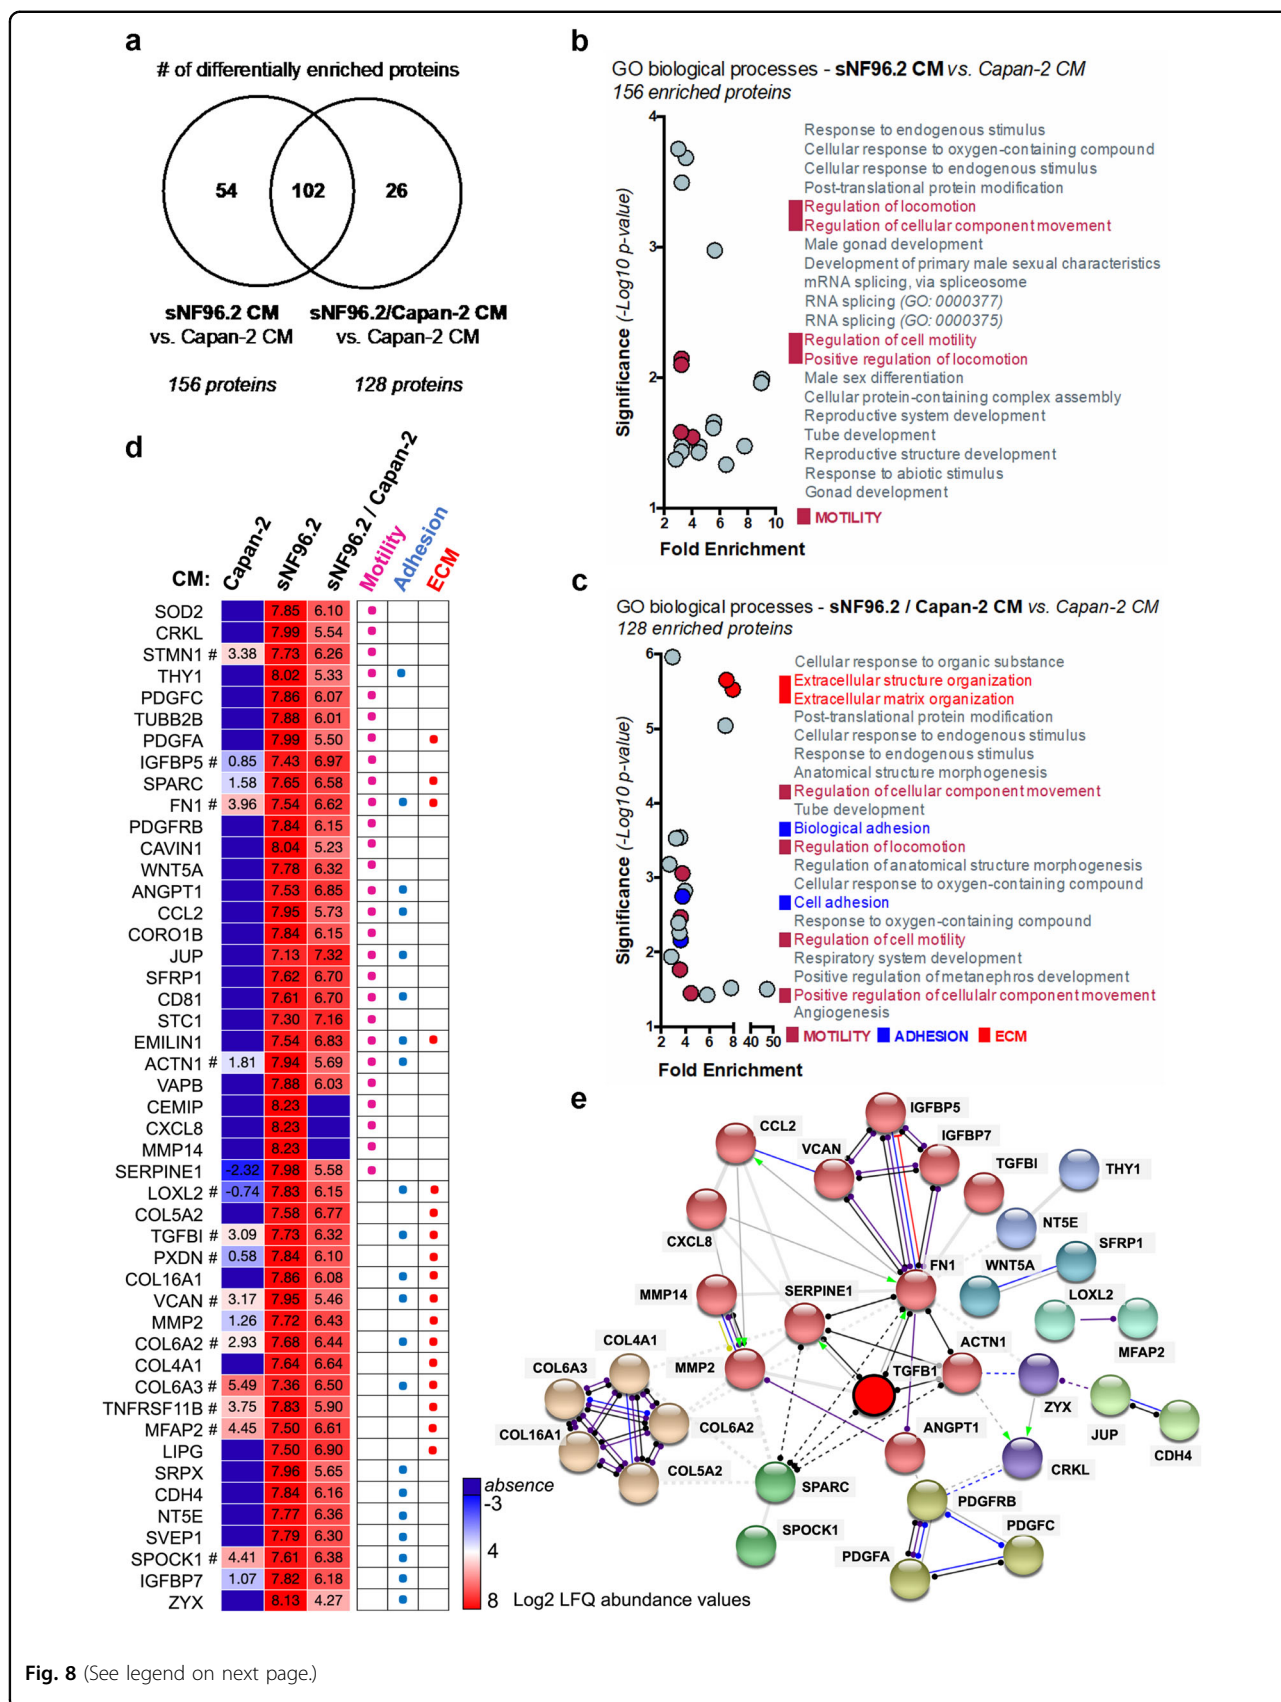 a
# of differentially enriched proteins
54 102 26
sNF96.2 CM sNF96.2/Capan-2 CM
vs. Capan-2 CM vs. Capan-2 CM
156 proteins 128 proteins
b
GO biological processes - sNF96.2 CM vs. Capan-2 CM
156 enriched proteins
Significance (-Log10 p-value)
4
3
2
1
2 4 6 8 10
Fold Enrichment
Response to endogenous stimulus
Cellular response to oxygen-containing compound
Cellular response to endogenous stimulus
Post-translational protein modification
Regulation of locomotion
Regulation of cellular component movement
Male gonad development
Development of primary male sexual characteristics
mRNA splicing, via spliceosome
RNA splicing (GO: 0000377)
RNA splicing (GO: 0000375)
Regulation of cell motility
Positive regulation of locomotion
Male sex differentiation
Cellular protein-containing complex assembly
Reproductive system development
Tube development
Reproductive structure development
Response to abiotic stimulus
Gonad development
MOTILITY
c
GO biological processes - sNF96.2 / Capan-2 CM vs. Capan-2 CM
128 enriched proteins
Significance (-Log10 p-value)
6
5
4
3
2
1
2 4 6 8 40 50
Fold Enrichment
Cellular response to organic substance
Extracellular structure organization
Extracellular matrix organization
Post-translational protein modification
Cellular response to endogenous stimulus
Response to endogenous stimulus
Anatomical structure morphogenesis
Regulation of cellular component movement
Tube development
Biological adhesion
Regulation of locomotion
Regulation of anatomical structure morphogenesis
Cellular response to oxygen-containing compound
Cell adhesion
Response to oxygen-containing compound
Regulation of cell motility
Respiratory system development
Positive regulation of metanephros development
Positive regulation of cellulalr component movement
Angiogenesis
MOTILITY ADHESION ECM
d
CM: Capan-2 sNF96.2 sNF96.2 / Capan-2 Motility Adhesion ECM
SOD2 7.85 6.10
CRKL 7.99 5.54
STMN1 # 3.38 7.73 6.26
THY1 8.02 5.33
PDGFC 7.86 6.07
TUBB2B 7.88 6.01
PDGFA 7.99 5.50
IGFBP5 # 0.85 7.43 6.97
SPARC 1.58 7.65 6.58
FN1 # 3.96 7.54 6.62
PDGFRB 7.84 6.15
CAVIN1 8.04 5.23
WNT5A 7.78 6.32
ANGPT1 7.53 6.85
CCL2 7.95 5.73
CORO1B 7.84 6.15
JUP 7.13 7.32
SFRP1 7.62 6.70
CD81 7.61 6.70
STC1 7.30 7.16
EMILIN1 7.54 6.83
ACTN1 # 1.81 7.94 5.69
VAPB 7.88 6.03
CEMIP 8.23
CXCL8 8.23
MMP14 8.23
SERPINE1 -2.32 7.98 5.58
LOXL2 # -0.74 7.83 6.15
COL5A2 7.58 6.77
TGFBI # 3.09 7.73 6.32
PXDN # 0.58 7.84 6.10
COL16A1 7.86 6.08
VCAN # 3.17 7.95 5.46
MMP2 1.26 7.72 6.43
COL6A2 # 2.93 7.68 6.44
COL4A1 7.64 6.64
COL6A3 # 5.49 7.36 6.50
TNFRSF11B # 3.75 7.83 5.90
MFAP2 # 4.45 7.50 6.61
LIPG 7.50 6.90
SRPX 7.96 5.65
CDH4 7.84 6.16
NT5E 7.77 6.36
SVEP1 7.79 6.30
SPOCK1 # 4.41 7.61 6.38
IGFBP7 1.07 7.82 6.18
ZYX 8.13 4.27
absence
-3
4
8 Log2 LFQ abundance values
e
IGFBP5
CCL2
VCAN
IGFBP7
TGFBI
THY1
CXCL8
NT5E
SFRP1
FN1
WNT5A
MMP14
SERPINE1
LOXL2
COL4A1
ACTN1
MFAP2
COL6A3
MMP2
TGFB1
ZYX
COL6A2
JUP
COL16A1
ANGPT1
CDH4
COL5A2
SPARC
CRKL
PDGFRB
SPOCK1
PDGFC
PDGFA
Fig. 8 (See legend on next page.)